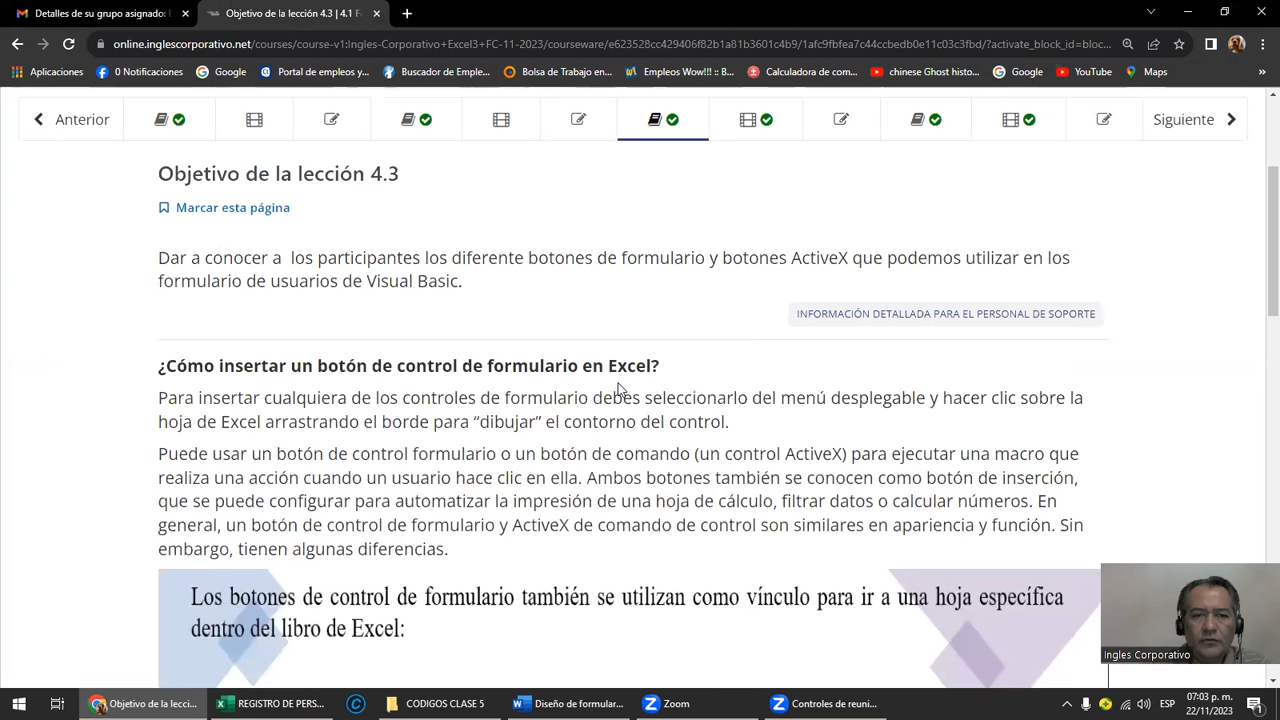 Detalles de su grupo asignado: I
Objetivo de la lección 4.3 | 4.1 F
online.inglescorporativo.net/courses/course-v1:Ingles-Corporativo+Excel3+FC-11-2023/courseware/e623528cc429406f82b1a81b3601c4b9/1afc9fbfea7c44ccbedb0e11c03c3fbd/?activate_block_id=bloc...
Aplicaciones 0 Notificaciones Google Portal de empleos y... Buscador de Emple... Bolsa de Trabajo en... Empleos Wow!!! :: B... Calculadora de com... chinese Ghost histo... Google YouTube Maps »
Anterior Siguiente
Objetivo de la lección 4.3
Marcar esta página
Dar a conocer a los participantes los diferente botones de formulario y botones ActiveX que podemos utilizar en los
formulario de usuarios de Visual Basic.
INFORMACIÓN DETALLADA PARA EL PERSONAL DE SOPORTE
¿Cómo insertar un botón de control de formulario en Excel?
Para insertar cualquiera de los controles de formulario debes seleccionarlo del menú desplegable y hacer clic sobre la
hoja de Excel arrastrando el borde para “dibujar” el contorno del control.
Puede usar un botón de control formulario o un botón de comando (un control ActiveX) para ejecutar una macro que
realiza una acción cuando un usuario hace clic en ella. Ambos botones también se conocen como botón de inserción,
que se puede configurar para automatizar la impresión de una hoja de cálculo, filtrar datos o calcular números. En
general, un botón de control de formulario y ActiveX de comando de control son similares en apariencia y función. Sin
embargo, tienen algunas diferencias.
Los botones de control de formulario también se utilizan como vínculo para ir a una hoja específica
dentro del libro de Excel:
Ingles Corporativo
Objetivo de la lecci... REGISTRO DE PERS... CODIGOS CLASE 5 Diseño de formular... Zoom Controles de reuni... ESP 07:03 p. m.
22/11/2023